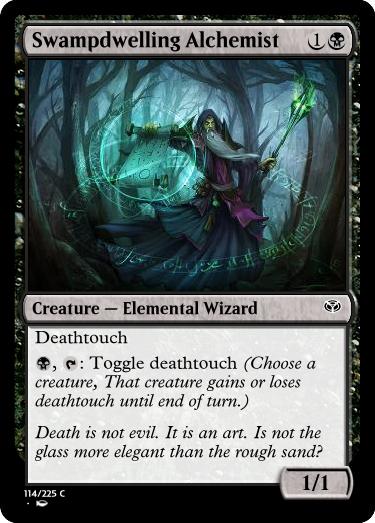 Swampdwelling Alchemist 1
Creature — Elemental Wizard
Deathtouch
, : Toggle deathtouch (Choose a
creature, That creature gains or loses
deathtouch until end of turn.)
Death is not evil. It is an art. Is not the
glass more elegant than the rough sand?
1/1
114/225 C